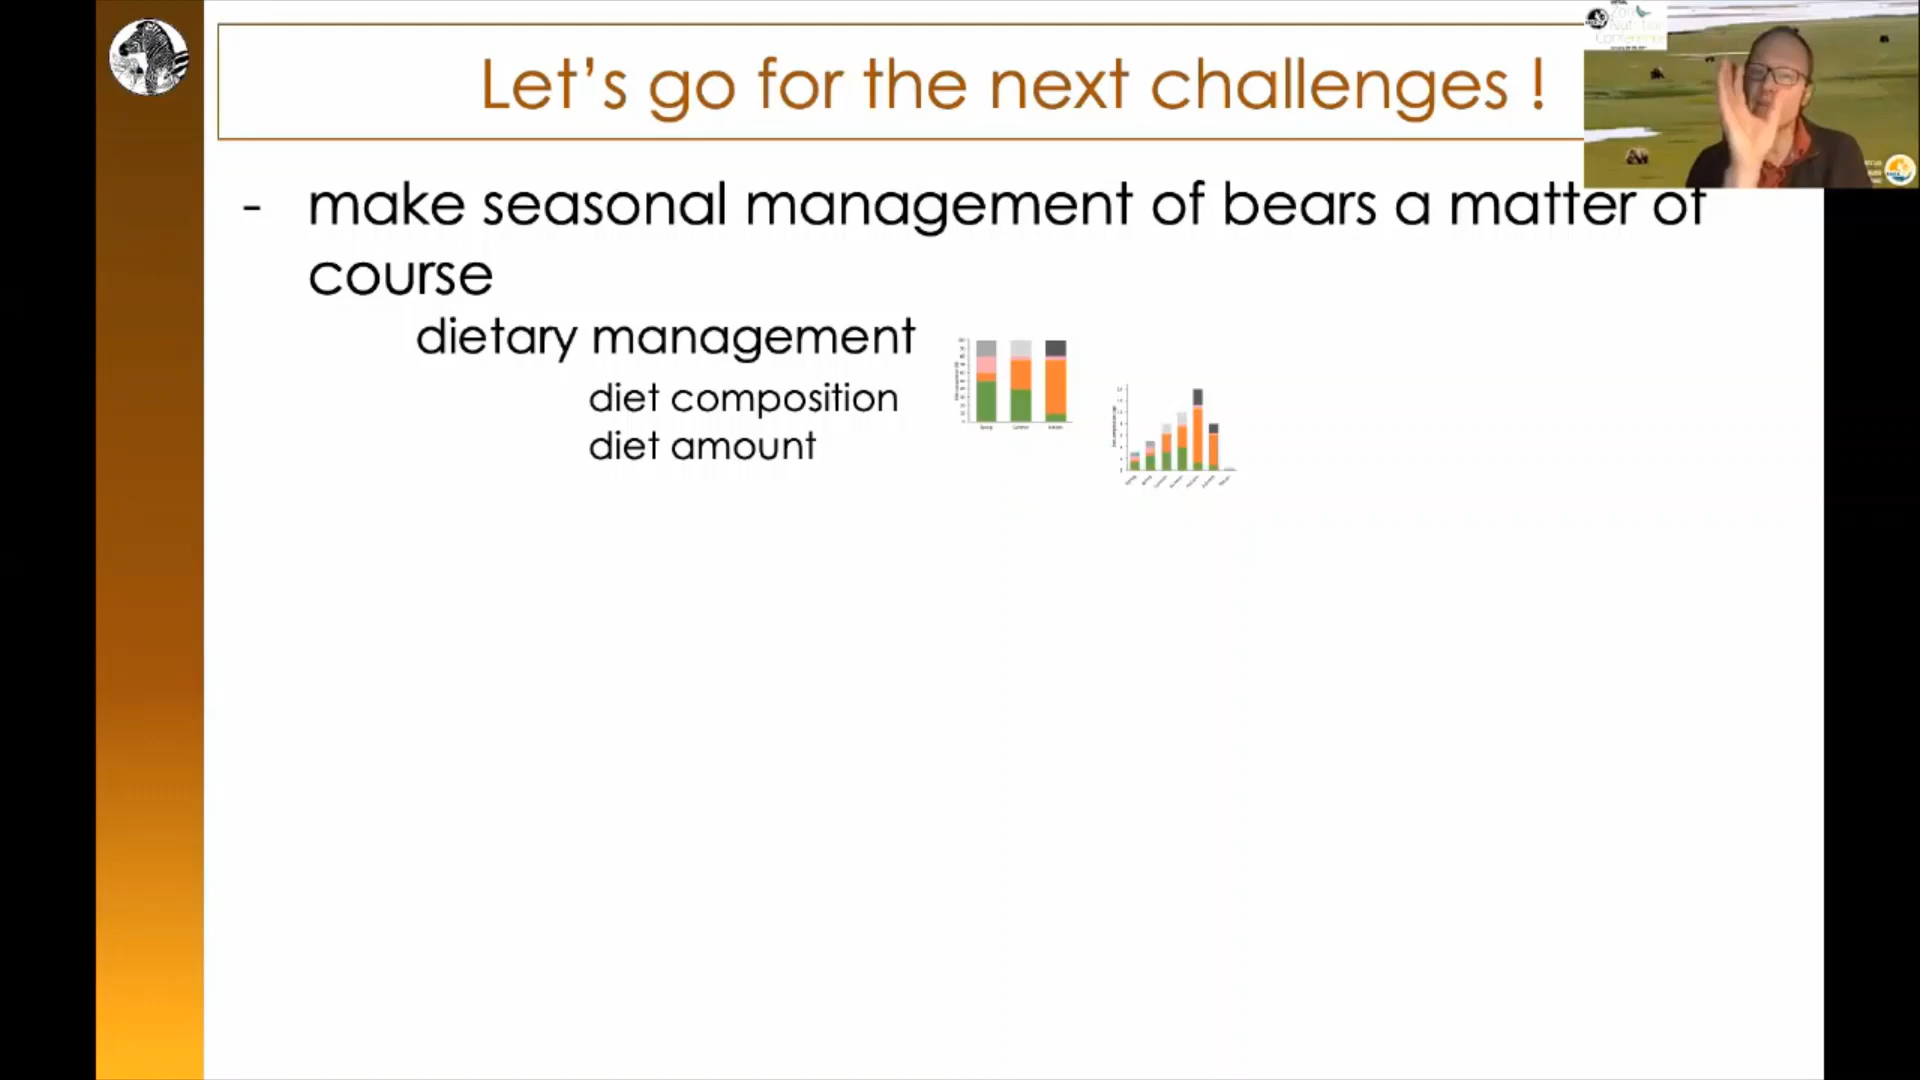 Let’s go for the next challenges !
- make seasonal management of bears a matter of
course
dietary management
diet composition
diet amount